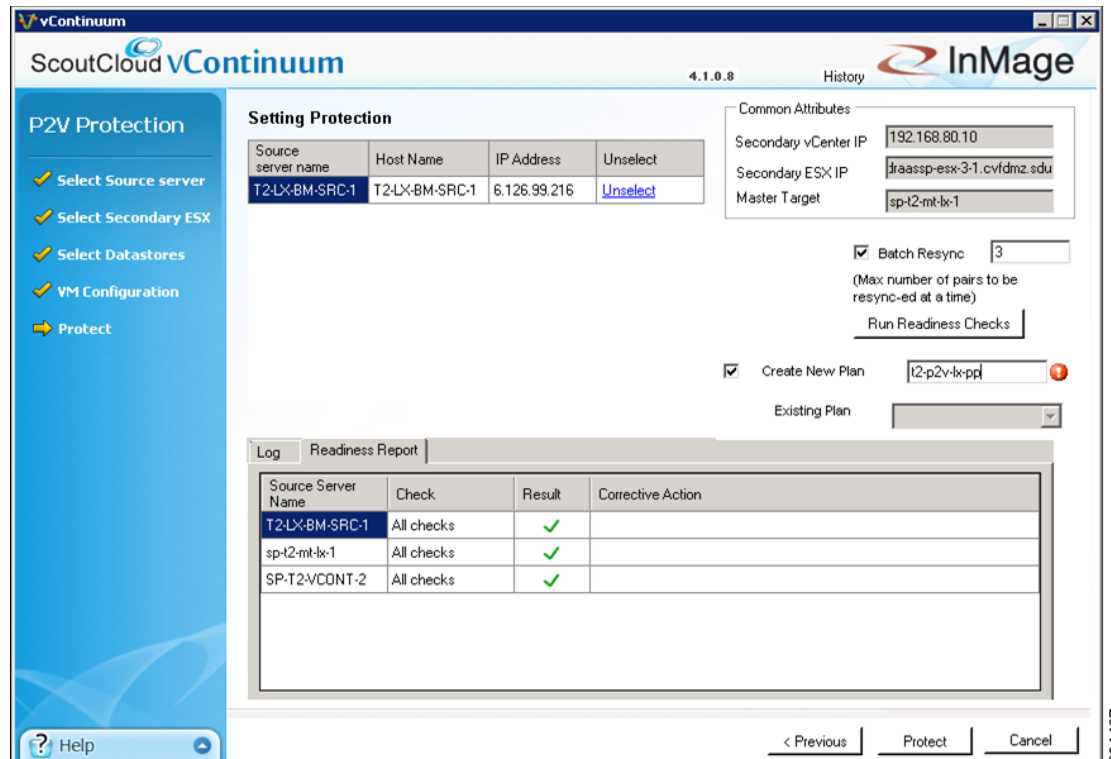 vContinuum
ScoutCloud vContinuum
4.1.0.8
History
InMage
P2V Protection
Select Source server
Select Secondary ESX
Select Datastores
VM Configuration
Protect
Help
Setting Protection
Source server name Host Name IP Address Unselect
T2-LX-BM-SRC-1 T2-LX-BM-SRC-1 6.126.99.216 Unselect
Common Attributes
Secondary vCenter IP 192.168.80.10
Secondary ESX IP draassp-esx-3-1.cvfdmz.sdu
Master Target sp-t2-mt-lx-1
Batch Resync 3
(Max number of pairs to be
resync-ed at a time)
Run Readiness Checks
Create New Plan t2-p2v-lx-pp
Existing Plan
Log Readiness Report
Source Server Name Check Result Corrective Action
T2-LX-BM-SRC-1 All checks
sp-t2-mt-lx-1 All checks
SP-T2-VCONT-2 All checks
< Previous Protect Cancel